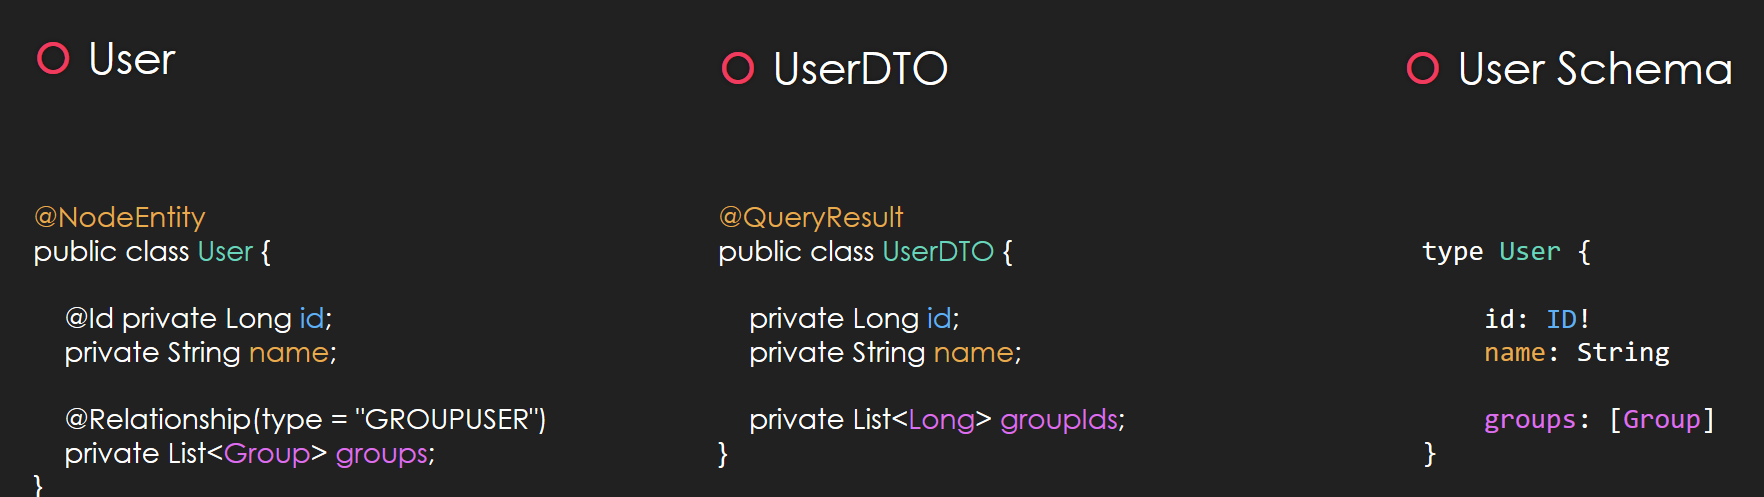 User
@NodeEntity
public class User {
@Id private Long id;
private String name;
@Relationship(type = "GROUPUSER")
private List<Group> groups;
}
UserDTO
@QueryResult
public class UserDTO {
private Long id;
private String name;
private List<Long> groupIds;
}
User Schema
type User {
id: ID!
name: String
groups: [Group]
}